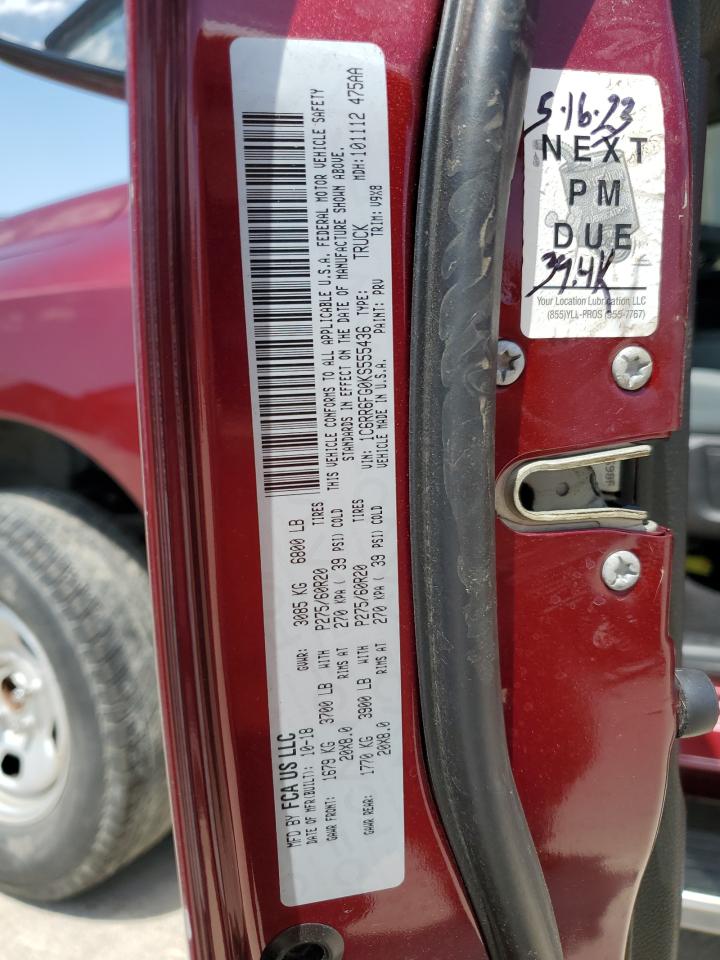 MFD BY FCA US LLC
DATE OF MFR(BUILT): 10-18 GVWR: 3085 KG 6800 LB
GAWR FRONT: 1679 KG 3700 LB WITH P275/60R20 TIRES
20X8.0 RIMS AT 270 KPA ( 39 PSI) COLD
GAWR REAR: 1770 KG 3900 LB WITH P275/60R20 TIRES
20X8.0 RIMS AT 270 KPA ( 39 PSI) COLD
THIS VEHICLE CONFORMS TO ALL APPLICABLE U.S.A. FEDERAL MOTOR VEHICLE SAFETY
STANDARDS IN EFFECT ON THE DATE OF MANUFACTURE SHOWN ABOVE.
VIN: 1C6RR6FG0KS555436 TYPE: TRUCK MDH:101112 475AA
VEHICLE MADE IN U.S.A. PAINT: PRV TRIM: V9X8
5.16.23
NEXT
PM
DUE
39.4K
Your Location Lubrication LLC
(855)YLL-PROS (955-7767)